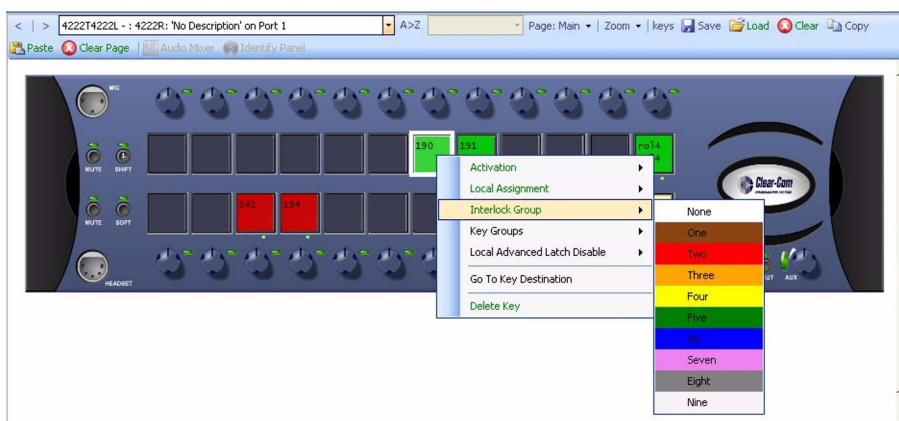 < | > 4222T4222L - : 4222R: 'No Description' on Port 1 A>Z Page: Main Zoom keys Save Load Clear Copy
Paste Clear Page Audio Mixer Identify Panel
MIC
190 191 rol4
MUTE SHIFT 1
Activation
Local Assignment
Clear-Com
141 194
Interlock Group
None
MUTE SOFT
Key Groups
One
Local Advanced Latch Disable
Two
Go To Key Destination
Three
HEADSET
AUX
Delete Key
Four
Five
Six
Seven
Eight
Nine